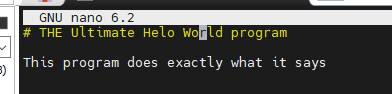 GNU nano 6.2
# THE Ultimate Helo World program
This program does exactly what it says